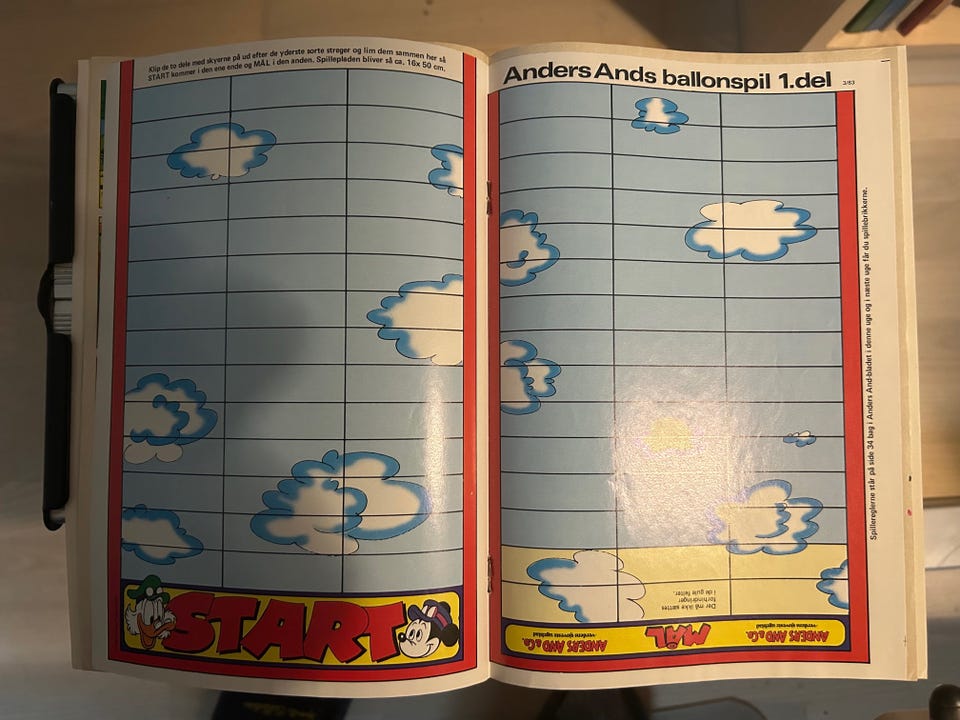 Klip de to dele med skyerne på ud efter de yderste sorte streger og lim dem sammen her så
START kommer i den ene ende og MÅL i den anden. Spillepladen bliver så ca. 16x 50 cm.
START
Anders Ands ballonspil 1.del
3/83
Spillereglerne står på side 34 bag i Anders And-bladet i denne uge og i næste uge får du spillebrikkerne.
Der må ikke sættes
forhindringer
i de gule felter.
ANDERS AND & Co.
-verdens sjoveste ugeblad
MÅL
ANDERS AND & Co.
-verdens sjoveste ugeblad